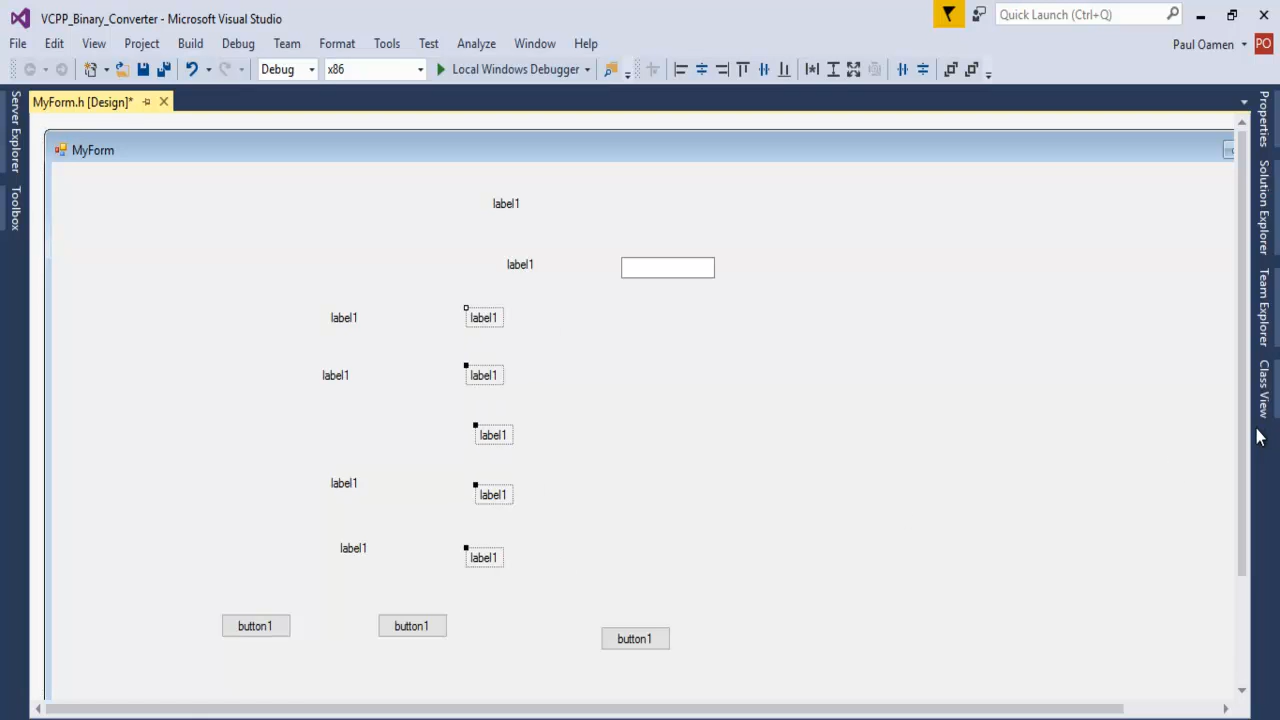 VCPP_Binary_Converter - Microsoft Visual Studio
Quick Launch (Ctrl+Q)
File Edit View Project Build Debug Team Format Tools Test Analyze Window Help
Paul Oamen PO
Debug x86 Local Windows Debugger
MyForm.h [Design]*
Server Explorer
Toolbox
Properties
Solution Explorer
Team Explorer
Class View
MyForm
label1
label1
label1 label1
label1 label1
label1
label1 label1
label1 label1
button1 button1 button1